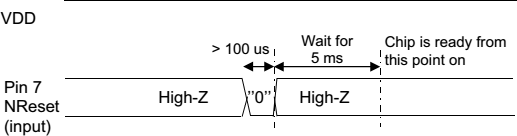 VDD
> 100 us
Wait for
5 ms
Chip is ready from
this point on
Pin 7
NReset
(input)
High-Z
''0''
High-Z